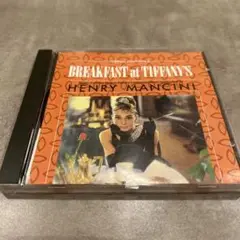 BREAKFAST at TIFFANY'S
HENRY MANCINI